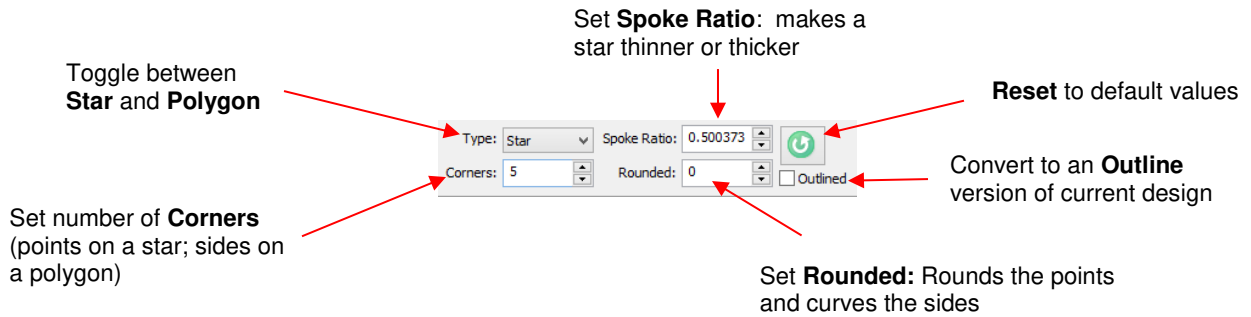 Set Spoke Ratio: makes a
star thinner or thicker
Toggle between
Star and Polygon
Reset to default values
Type: Star Spoke Ratio: 0.500373
Corners: 5 Rounded: 0 Outlined
Convert to an Outline
version of current design
Set number of Corners
(points on a star; sides on
a polygon)
Set Rounded: Rounds the points
and curves the sides